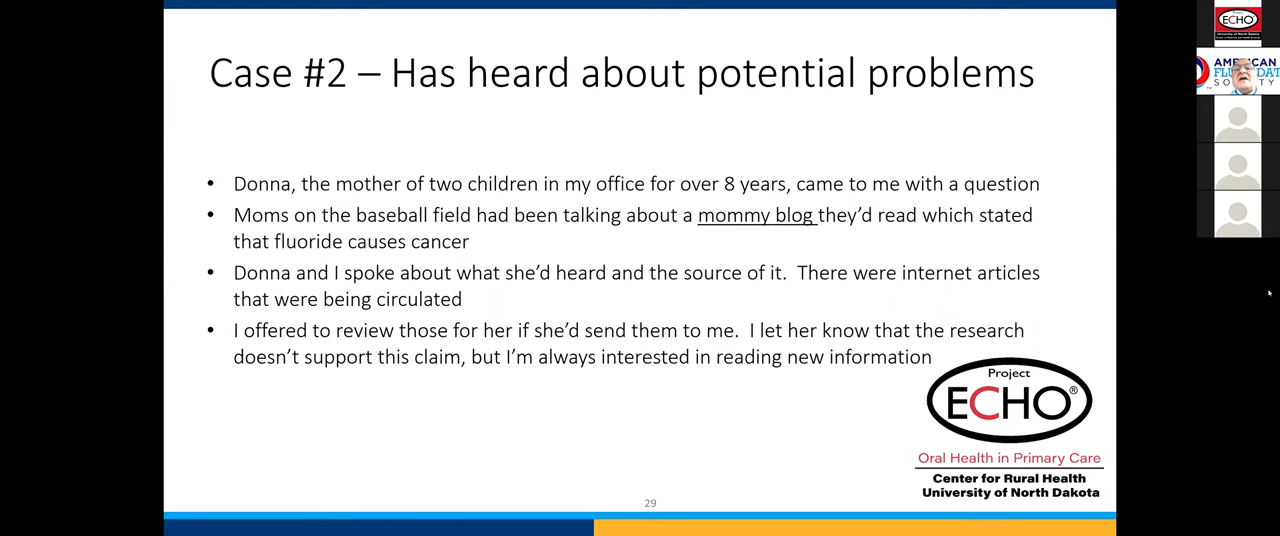 Case #2 – Has heard about potential problems
• Donna, the mother of two children in my office for over 8 years, came to me with a question
• Moms on the baseball field had been talking about a mommy blog they’d read which stated
that fluoride causes cancer
• Donna and I spoke about what she’d heard and the source of it. There were internet articles
that were being circulated
• I offered to review those for her if she’d send them to me. I let her know that the research
doesn’t support this claim, but I’m always interested in reading new information
Project
ECHO®
Oral Health in Primary Care
Center for Rural Health
University of North Dakota
29
Project
ECHO
University of North Dakota
AMERICAN